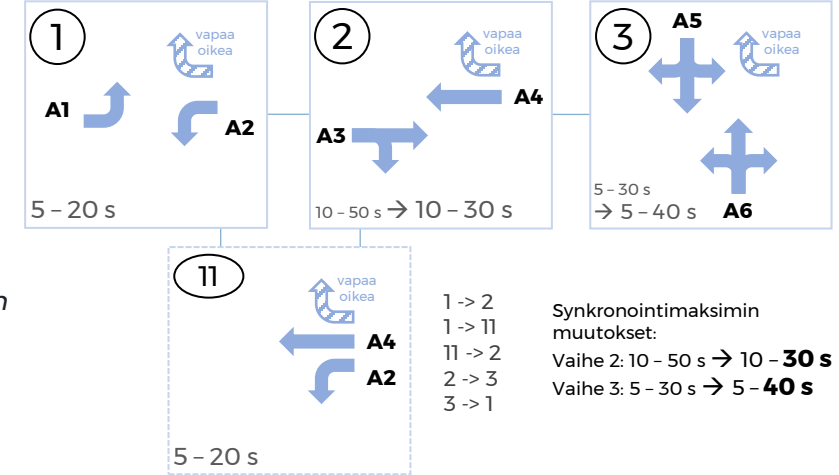 1
vapaa
oikea
A1
A2
5 – 20 s
2
vapaa
oikea
A4
A3
10 – 50 s → 10 – 30 s
3
A5
vapaa
oikea
5 – 30 s
→ 5 – 40 s
A6
n
11
vapaa
oikea
A4
A2
5 – 20 s
1 -> 2
1 -> 11
11 -> 2
2 -> 3
3 -> 1
Synkronointimaksimin
muutokset:
Vaihe 2: 10 – 50 s → 10 – 30 s
Vaihe 3: 5 – 30 s → 5 – 40 s